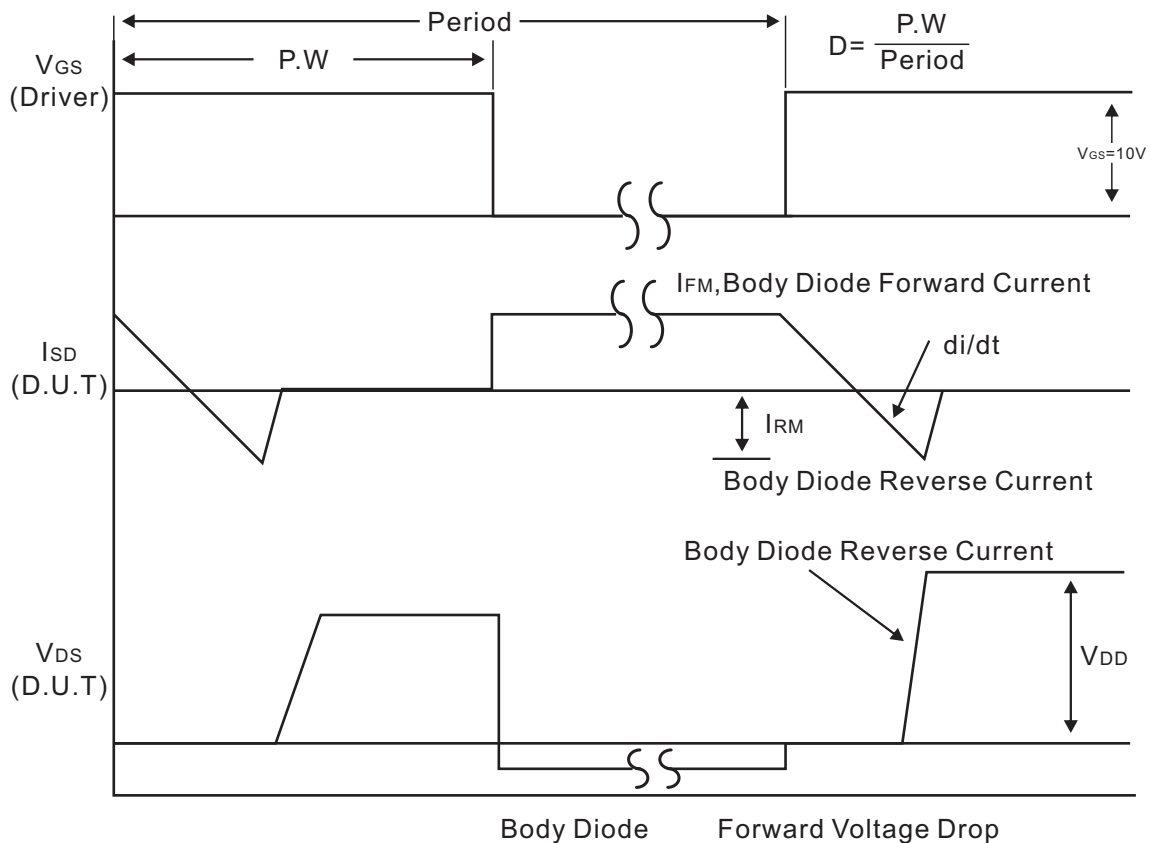 Period
P.W
D= P.W
Period
VGS
(Driver)
VGS=10V
IFM,Body Diode Forward Current
ISD
(D.U.T)
di/dt
IRM
Body Diode Reverse Current
Body Diode Reverse Current
VDS
(D.U.T)
VDD
Body Diode Forward Voltage Drop